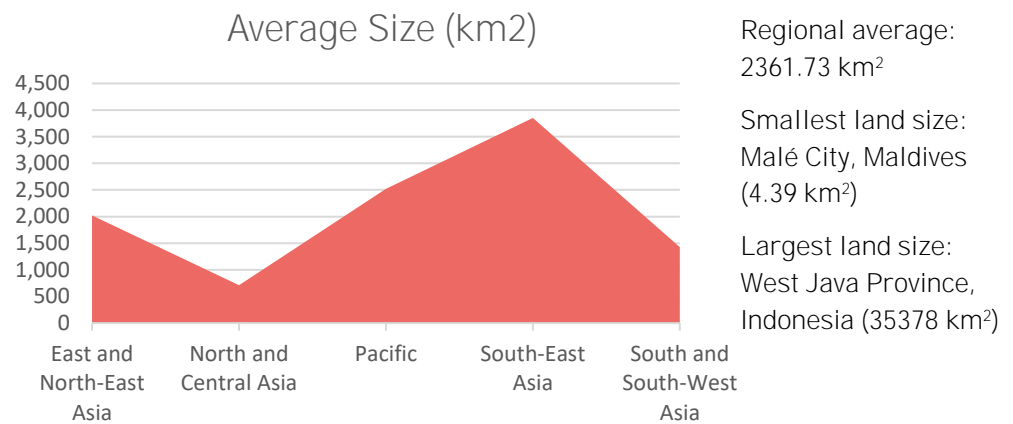 Average Size (km2)
4,500
4,000
3,500
3,000
2,500
2,000
1,500
1,000
500
0
East and
North-East
Asia
North and
Central Asia
Pacific
South-East
Asia
South and
South-West
Asia
Regional average:
2361.73 km²
Smallest land size:
Malé City, Maldives
(4.39 km²)
Largest land size:
West Java Province,
Indonesia (35378 km²)